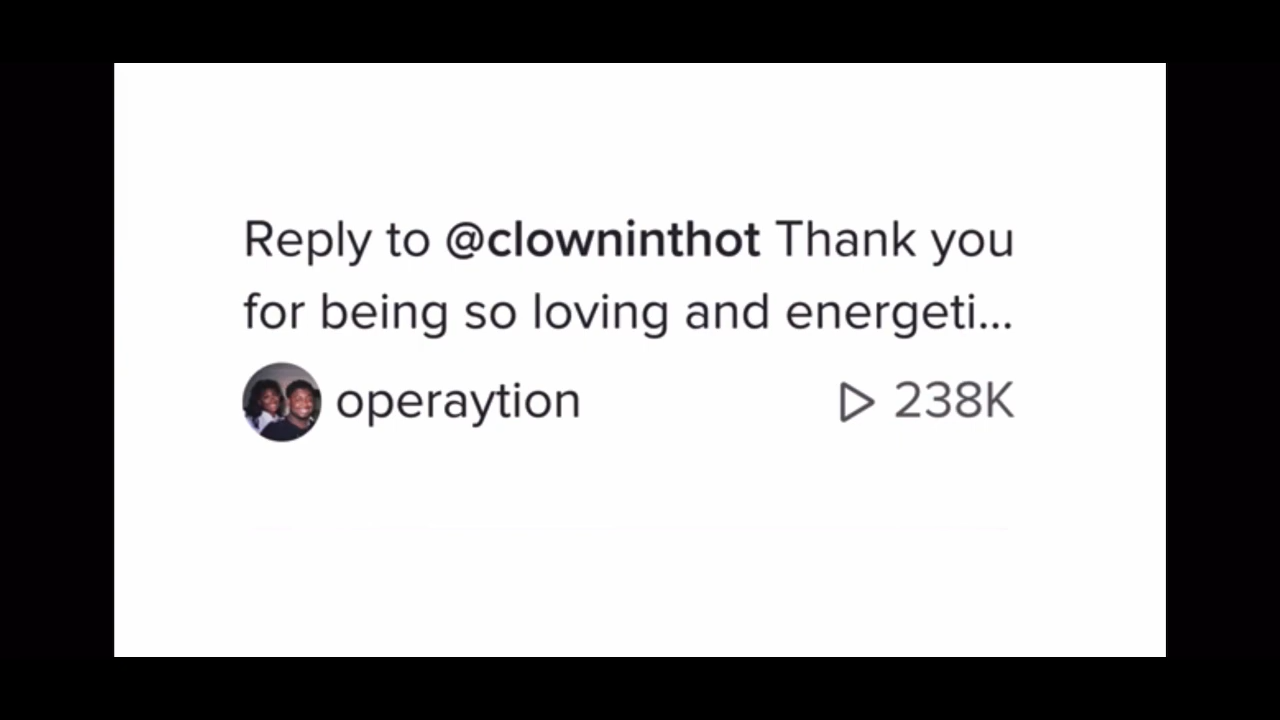 Reply to @clowninthot Thank you
for being so loving and energeti...
operaytion 238K